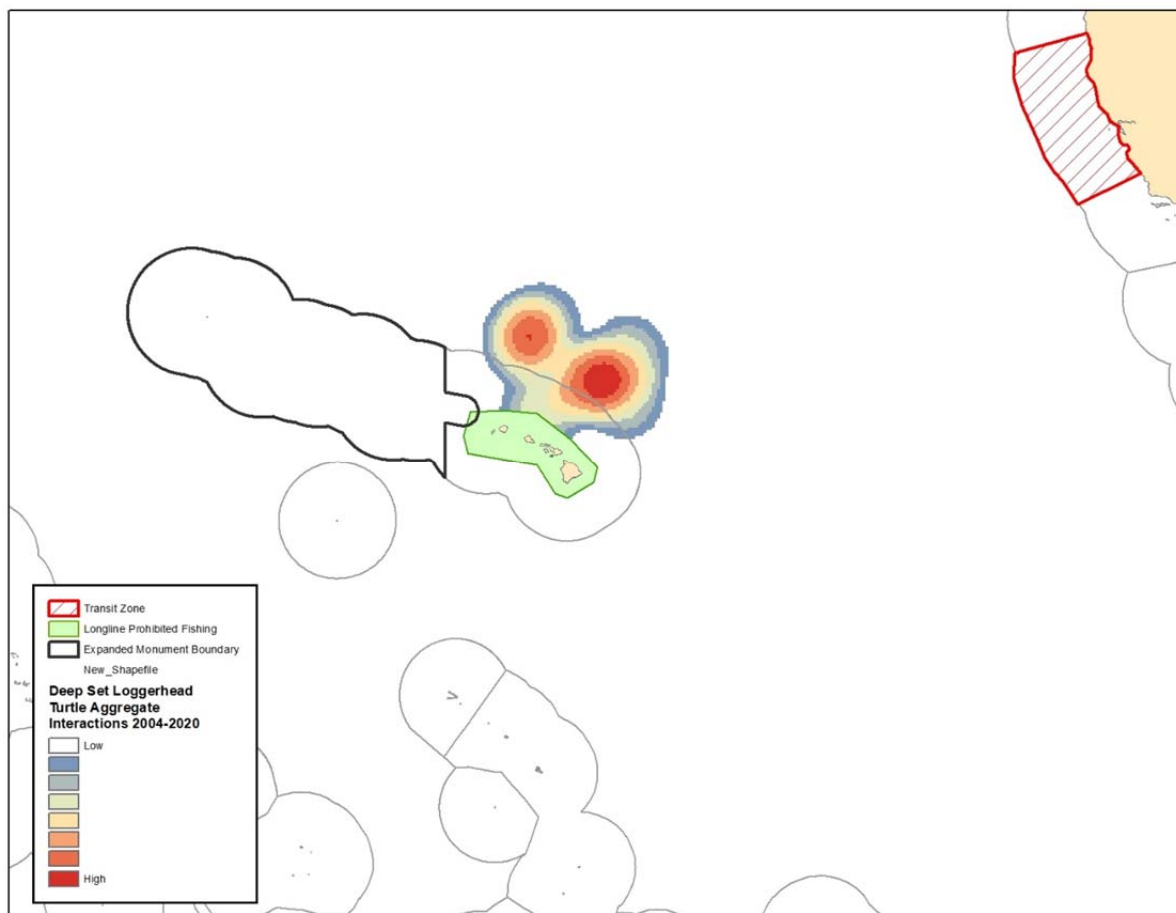 Transit Zone
Longline Prohibited Fishing
Expanded Monument Boundary
New_Shapefile
Deep Set Loggerhead
Turtle Aggregate
Interactions 2004-2020
Low
High